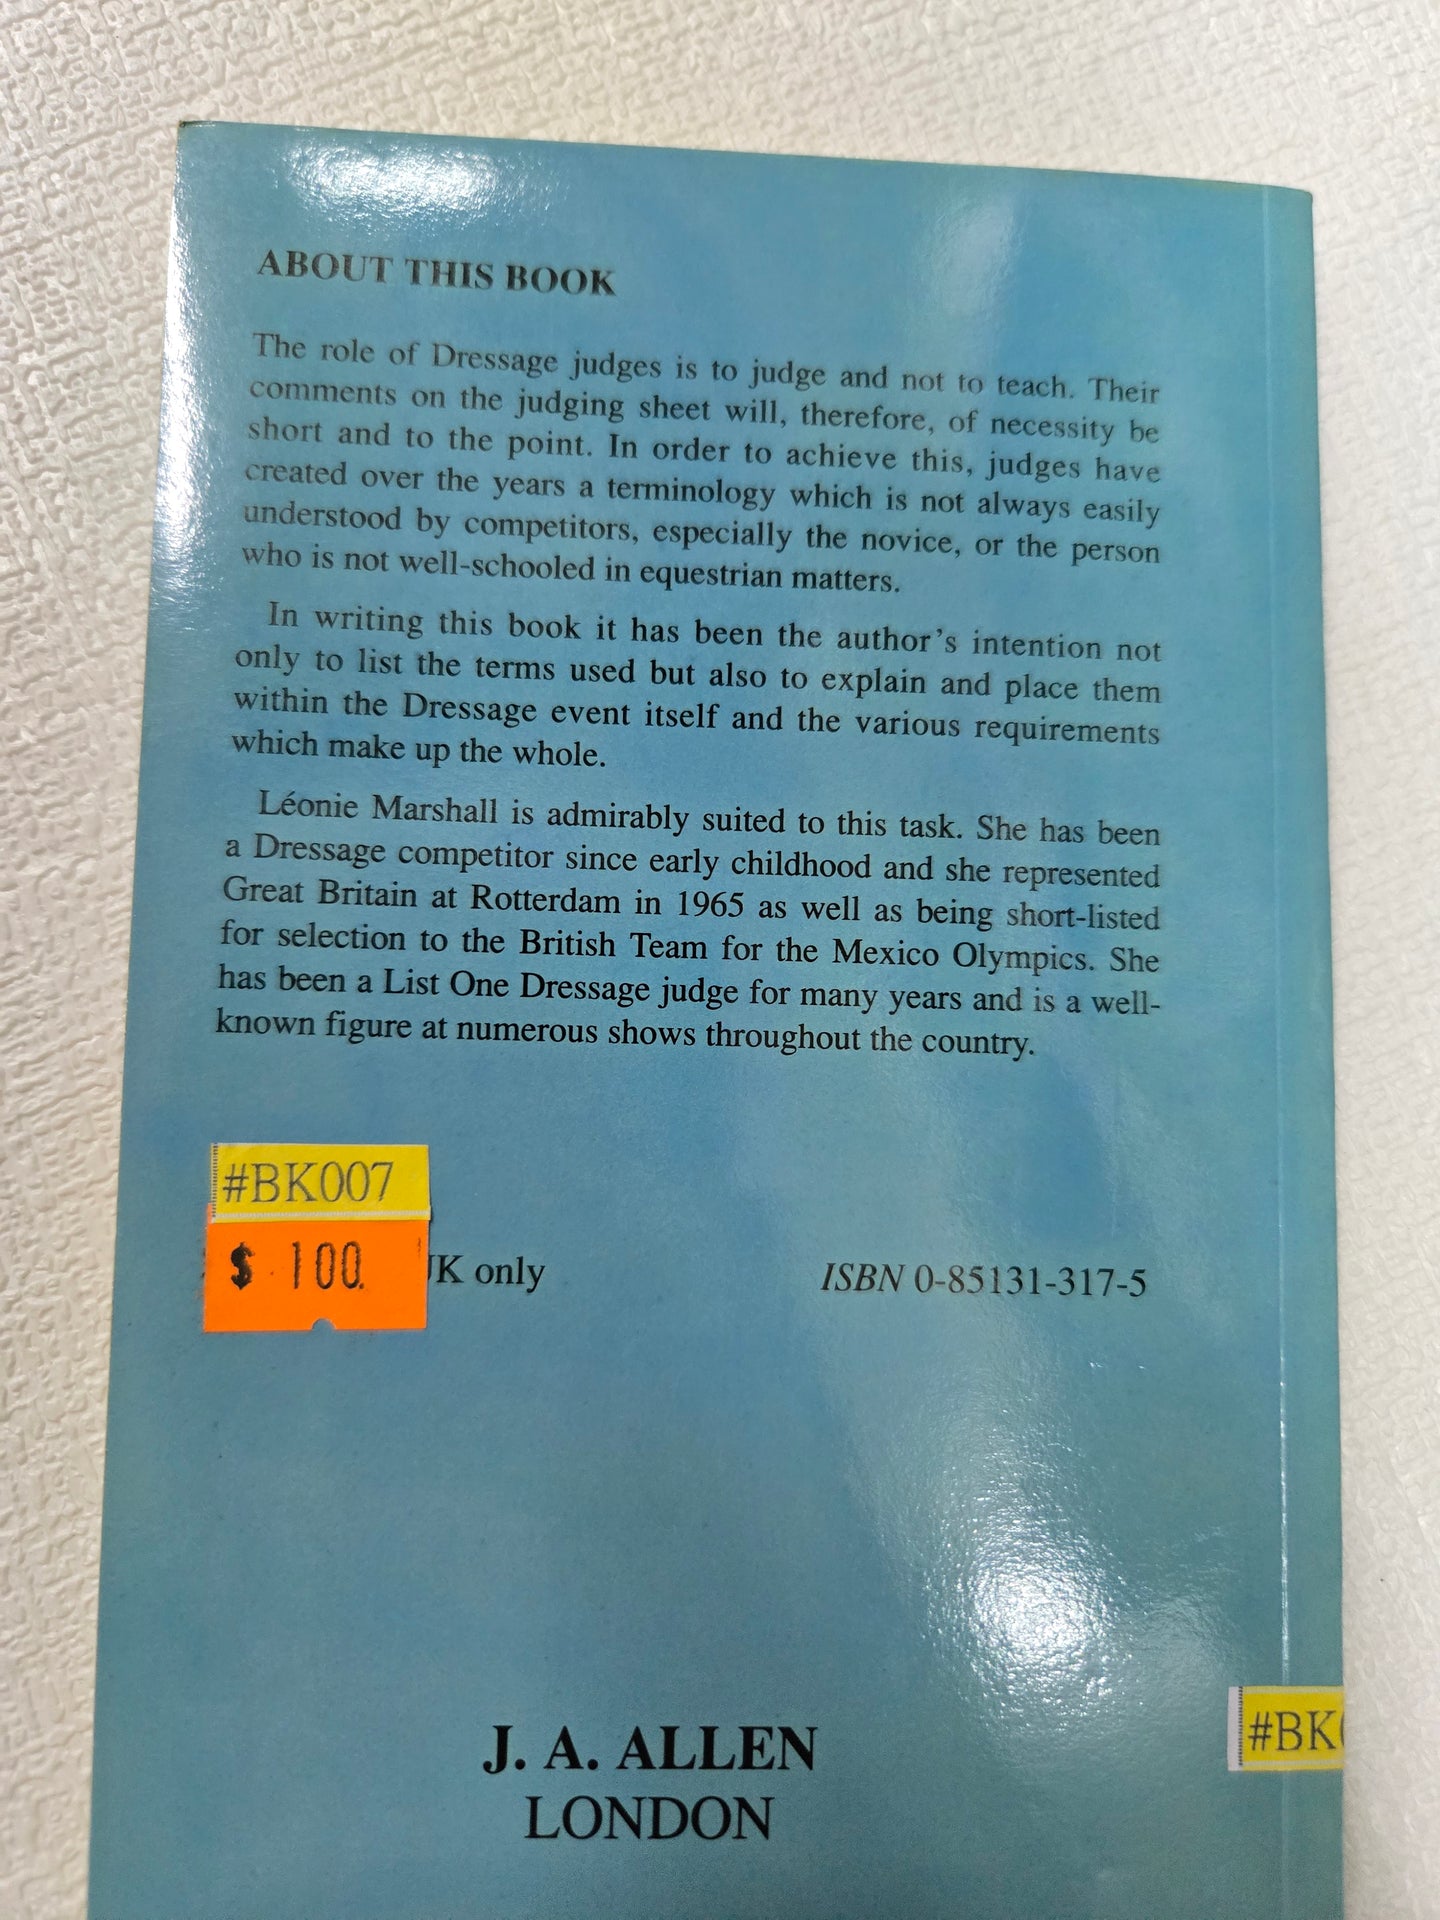 ABOUT THIS BOOK
The role of Dressage judges is to judge and not to teach. Their
comments on the judging sheet will, therefore, of necessity be
short and to the point. In order to achieve this, judges have
created over the years a terminology which is not always easily
understood by competitors, especially the novice, or the person
who is not well-schooled in equestrian matters.
In writing this book it has been the author's intention not
only to list the terms used but also to explain and place them
within the Dressage event itself and the various requirements
which make up the whole.
Léonie Marshall is admirably suited to this task. She has been
a Dressage competitor since early childhood and she represented
Great Britain at Rotterdam in 1965 as well as being short-listed
for selection to the British Team for the Mexico Olympics. She
has been a List One Dressage judge for many years and is a well-
known figure at numerous shows throughout the country.
#BK007
$ 100.
UK only
ISBN 0-85131-317-5
J. A. ALLEN
LONDON
#BK0